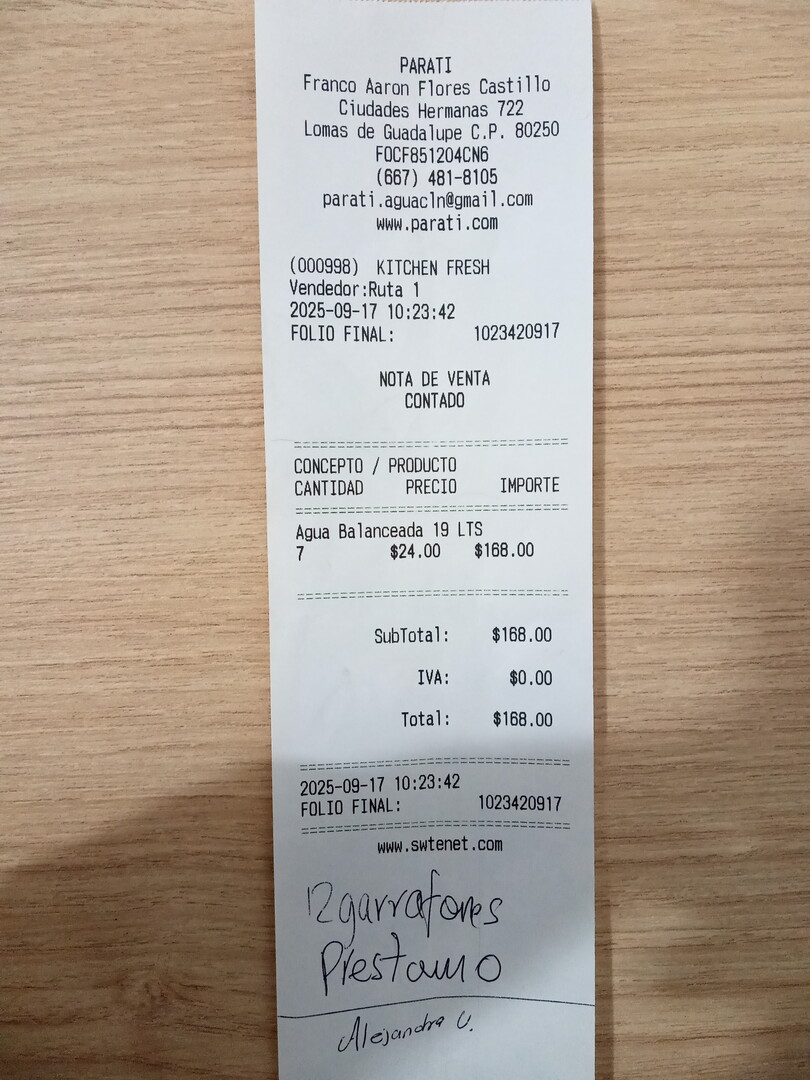 PARATI
Franco Aaron Flores Castillo
Ciudades Hermanas 722
Lomas de Guadalupe C.P. 80250
FOCF851204CN6
(667) 481-8105
parati.aguacln@gmail.com
www.parati.com
(000998) KITCHEN FRESH
Vendedor:Ruta 1
2025-09-17 10:23:42
FOLIO FINAL: 1023420917
NOTA DE VENTA
CONTADO
CONCEPTO / PRODUCTO
CANTIDAD PRECIO IMPORTE
Agua Balanceada 19 LTS
7 $24.00 $168.00
SubTotal: $168.00
IVA: $0.00
Total: $168.00
2025-09-17 10:23:42
FOLIO FINAL: 1023420917
www.swtenet.com
12 garrafones
Prestamo
Alejandra U.